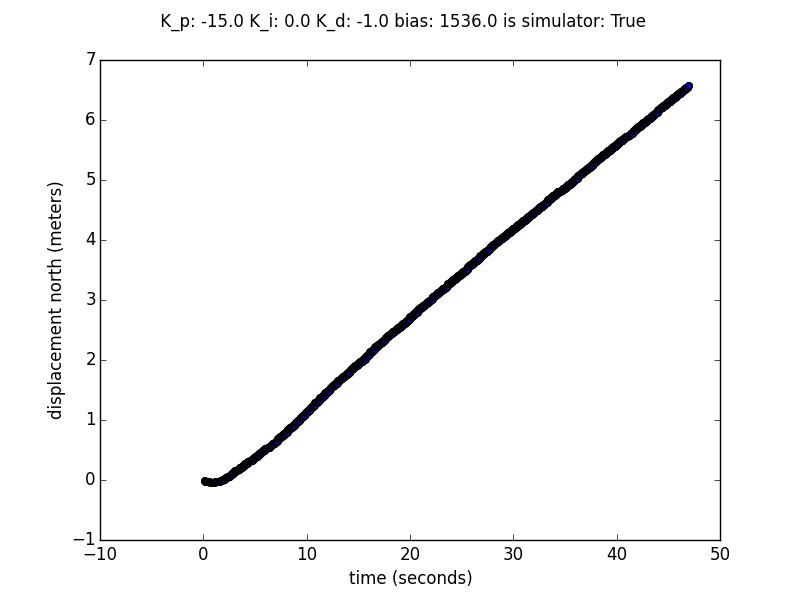 K_p: -15.0 K_i: 0.0 K_d: -1.0 bias: 1536.0 is simulator: True
7
6
5
4
3
2
1
0
−1
displacement north (meters)
−10 0 10 20 30 40 50
time (seconds)